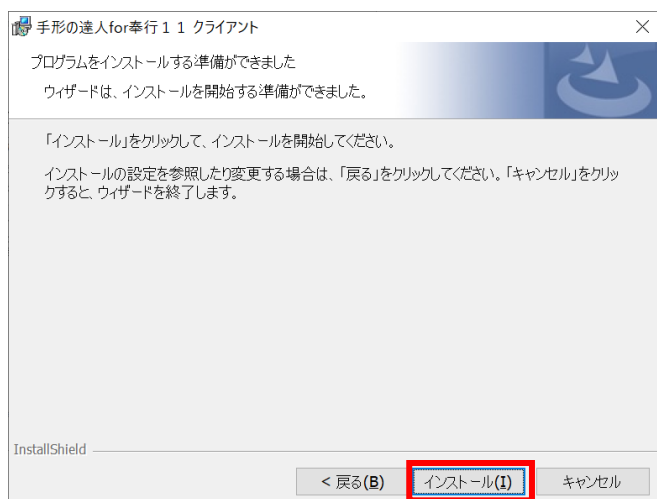 手形の達人for奉行１１ クライアント
プログラムをインストールする準備ができました
ウィザードは、インストールを開始する準備ができました。
「インストール」をクリックして、インストールを開始してください。
インストールの設定を参照したり変更する場合は、「戻る」をクリックしてください。「キャンセル」をクリッ
クすると、ウィザードを終了します。
InstallShield
< 戻る(B) インストール(I) キャンセル